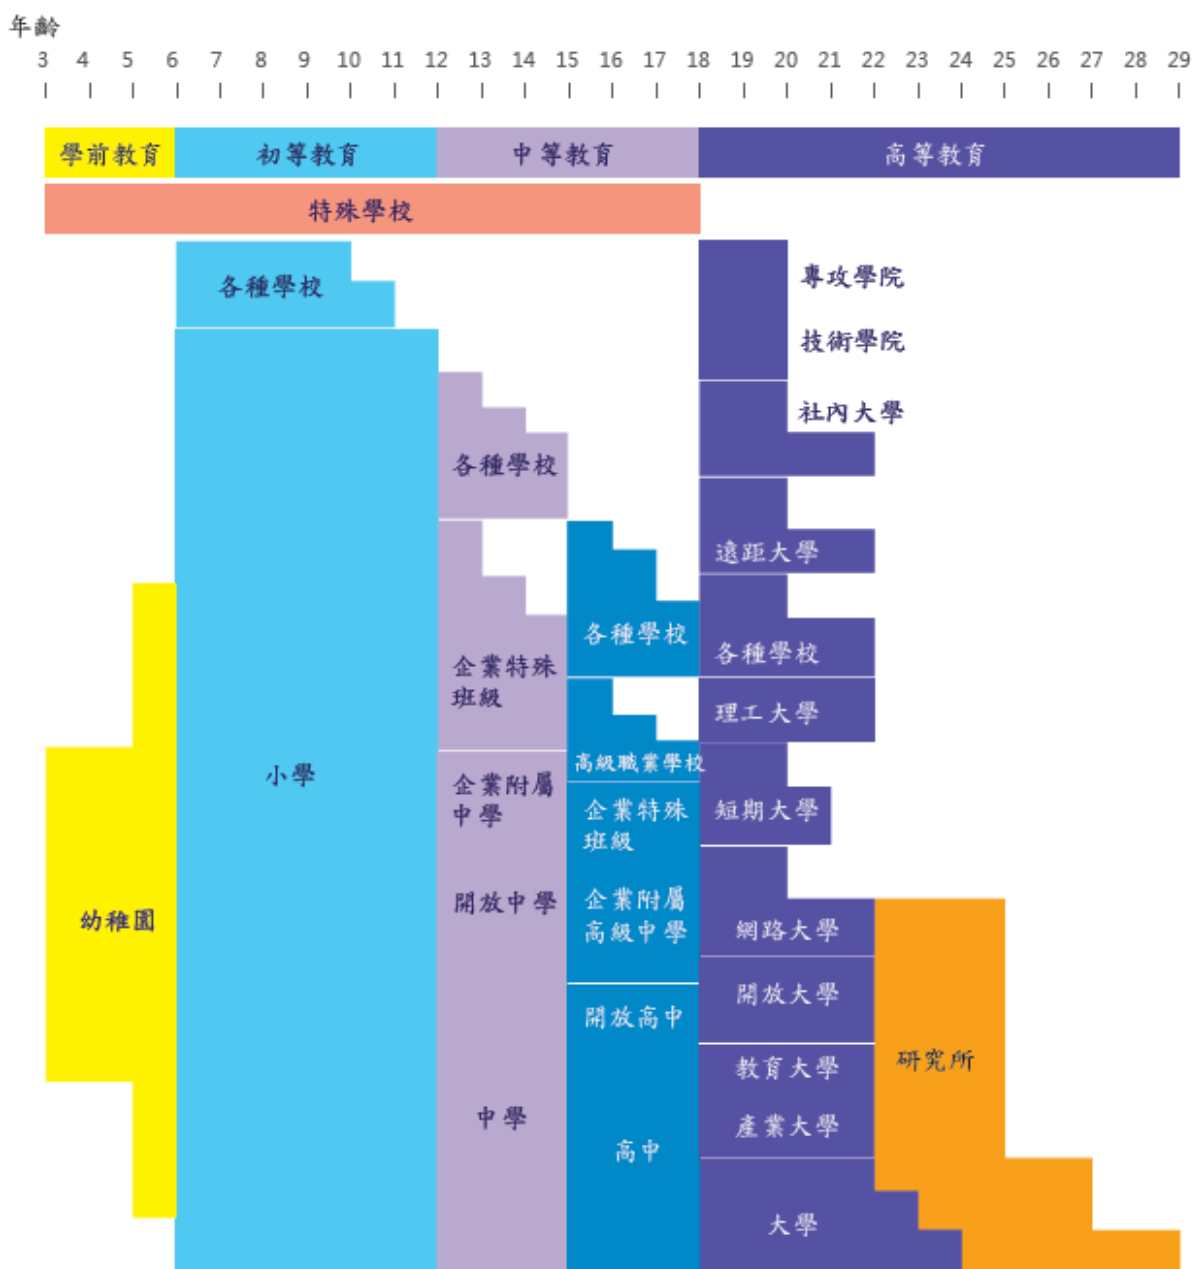 年齡
3 4 5 6 7 8 9 10 11 12 13 14 15 16 17 18 19 20 21 22 23 24 25 26 27 28 29
學前教育 初等教育 中等教育 高等教育
特殊學校
各種學校
小學
幼稚園
各種學校
企業特殊
班級
企業附屬
中學
開放中學
中學
各種學校
高級職業學校
企業特殊
班級
企業附屬
高級中學
開放高中
高中
專攻學院
技術學院
社內大學
遠距大學
各種學校
理工大學
短期大學
網路大學
開放大學
教育大學
產業大學
大學
研究所